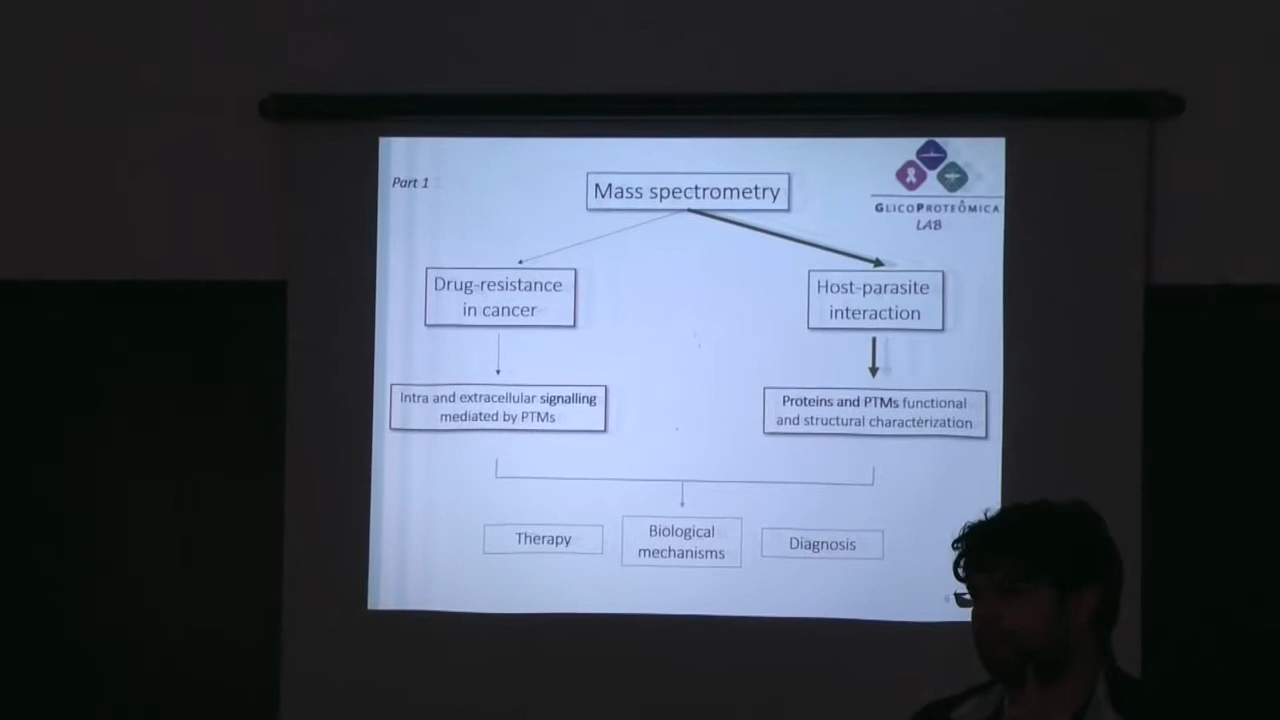 Part 1
Mass spectrometry
GLICOPROTEÔMICA
LAB
Drug-resistance
in cancer
Host-parasite
interaction
Intra and extracellular signalling
mediated by PTMs
Proteins and PTMs functional
and structural characterization
Therapy
Biological
mechanisms
Diagnosis
6